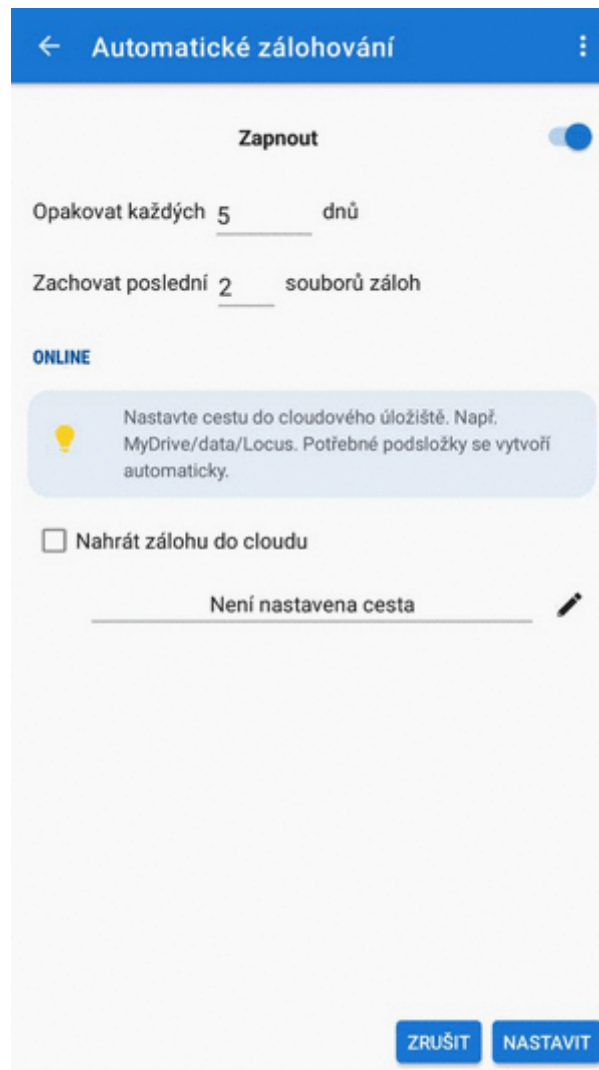 Automatické zálohování
Zapnout
Opakovat každých 5 dnů
Zachovat poslední 2 souborů záloh
ONLINE
Nastavte cestu do cloudového úložiště. Např.
MyDrive/data/Locus. Potřebné podsložky se vytvoří
automaticky.
Nahrát zálohu do cloudu
Není nastavena cesta
ZRUŠIT NASTAVIT